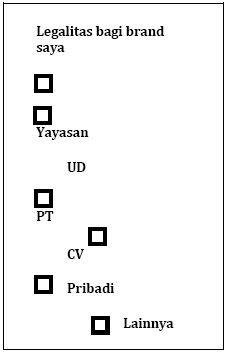 Legalitas bagi brand
saya
Yayasan
UD
PT
CV
Pribadi
Lainnya